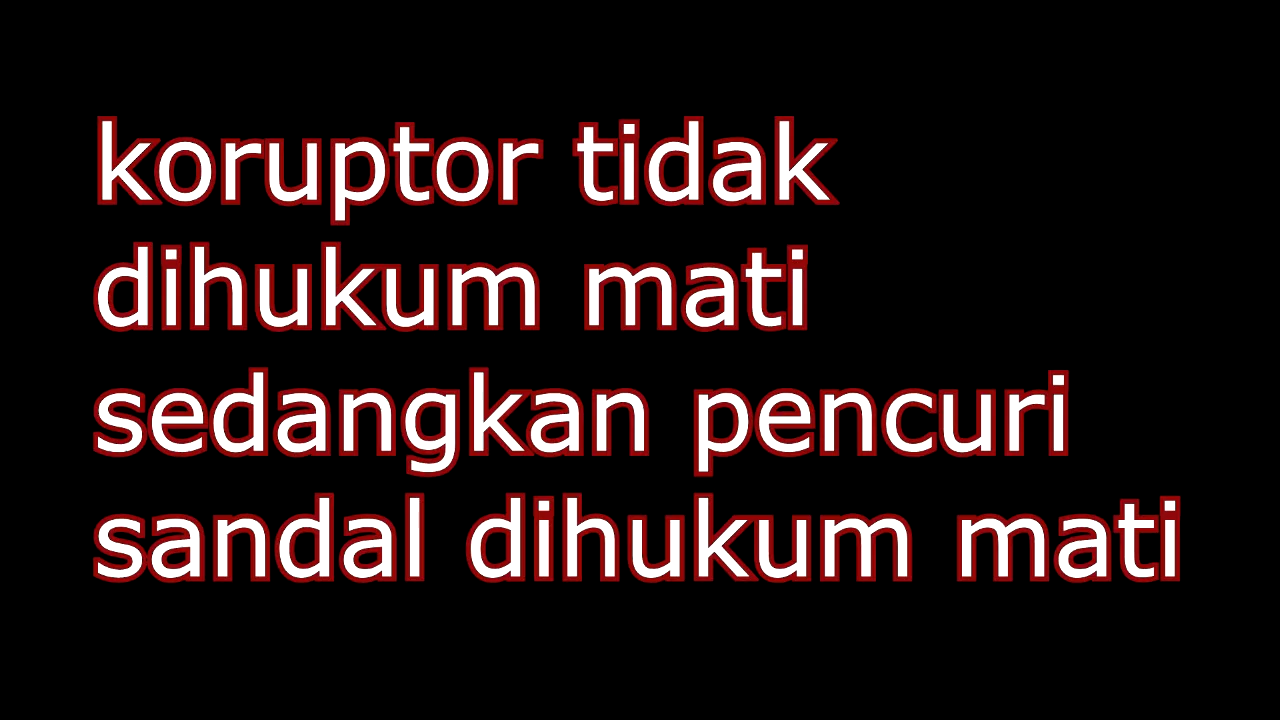 koruptor tidak
dihukum mati
sedangkan pencuri
sandal dihukum mati